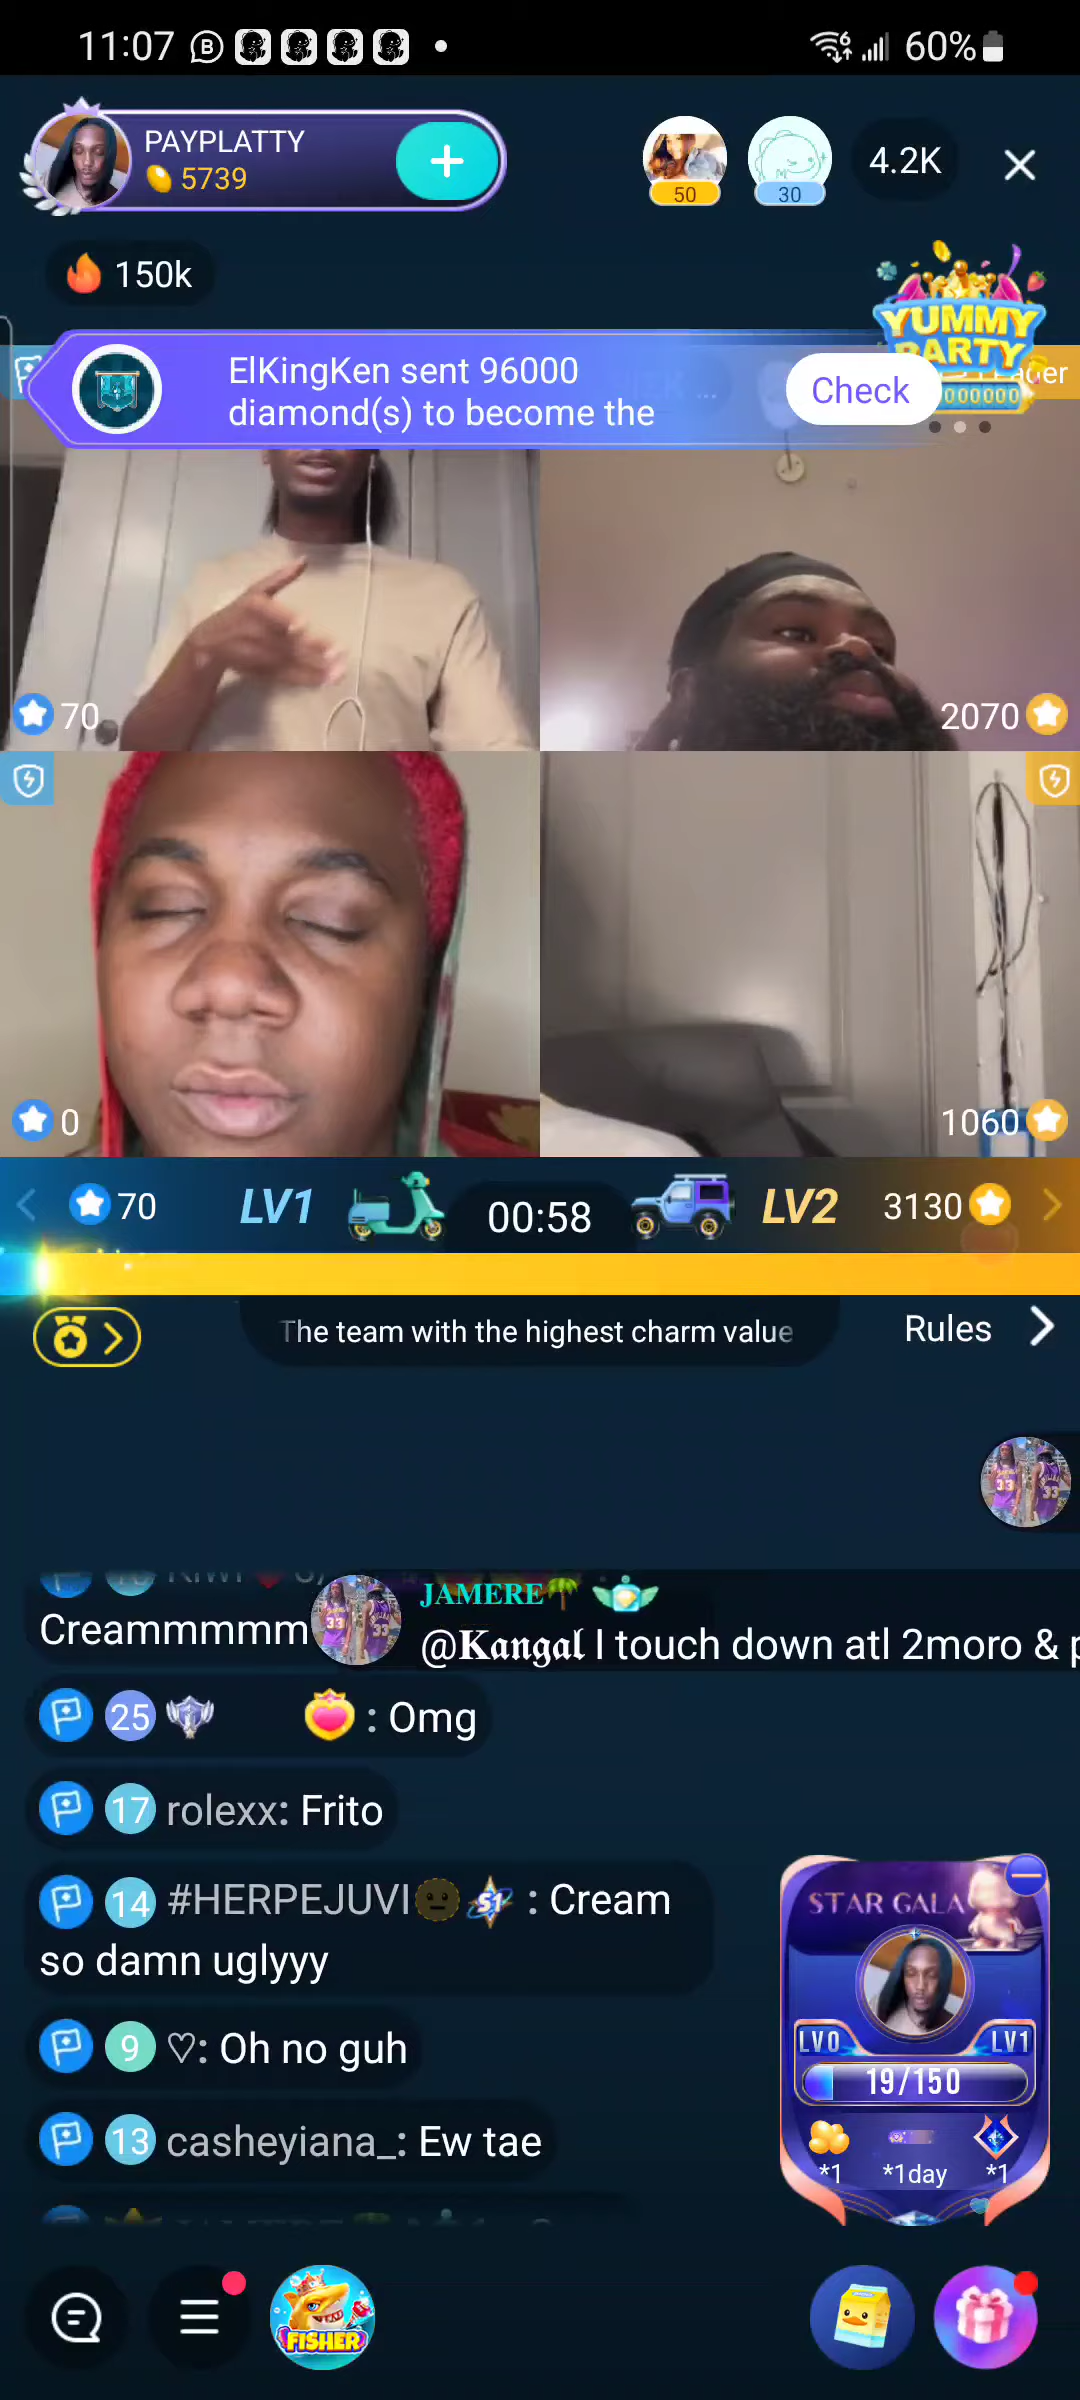 11:07
60%
PAYPLATTY
5739
50
30
4.2K
150k
YUMMY
PARTY
ElKingKen sent 96000
diamond(s) to become the
Check
70
2070
0
1060
70
LV1
00:58
LV2
3130
The team with the highest charm value
Rules
Creammmmm
JAMERE
@Kangal I touch down atl 2moro &
25 : Omg
17 rolexx: Frito
14 #HERPEJUVI S1 : Cream
so damn uglyyy
9 ♡: Oh no guh
13 casheyiana_: Ew tae
STAR GALA
LV0
LV1
19/150
*1
*1day
*1
FISHER